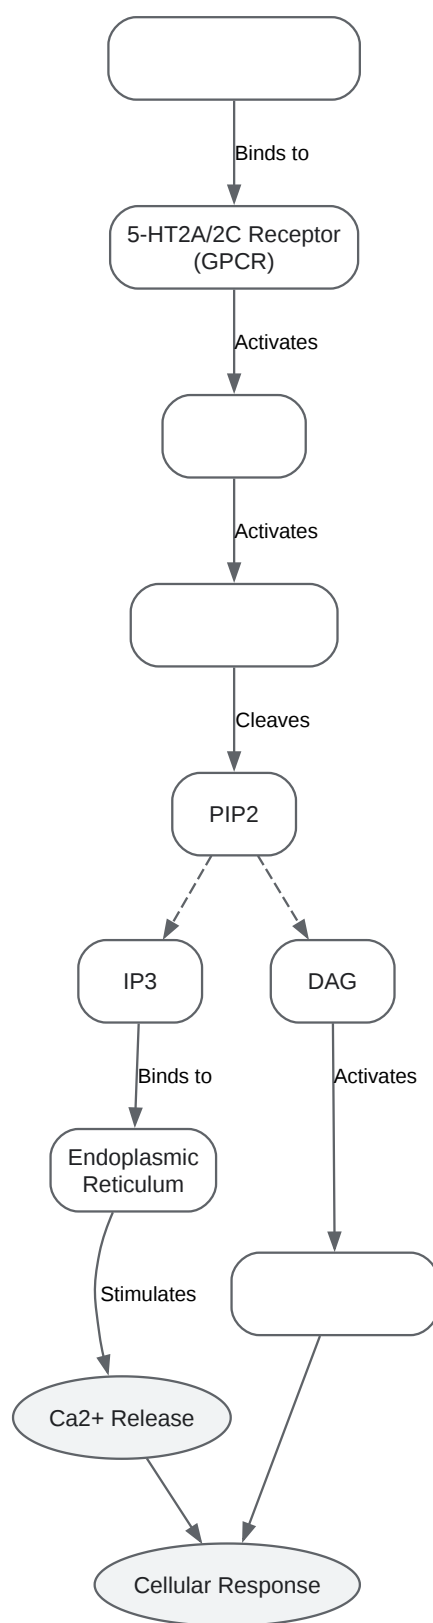 Binds to
5-HT2A/2C Receptor
(GPCR)
Activates
Activates
Cleaves
PIP2
IP3
DAG
Binds to
Activates
Endoplasmic
Reticulum
Stimulates
Ca2+ Release
Cellular Response